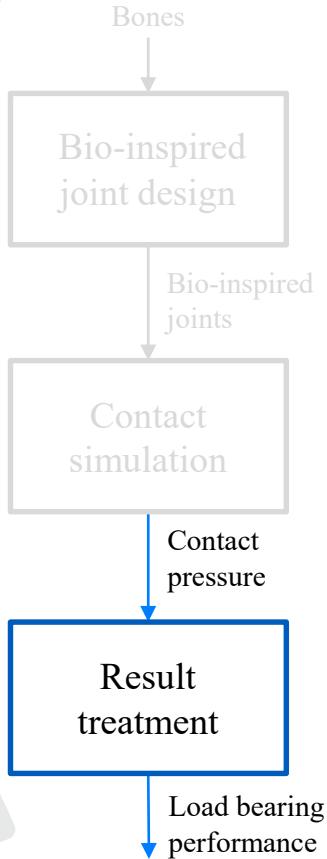 Bones
Bio-inspired
joint design
Bio-inspired
joints
Contact
simulation
Contact
pressure
Result
treatment
Load bearing
performance